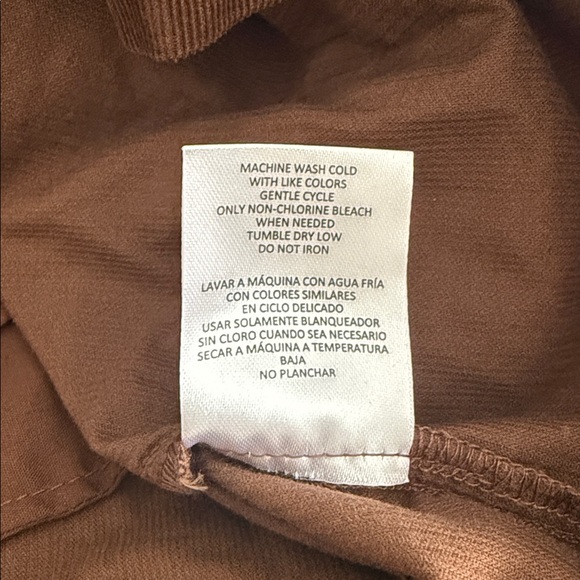 MACHINE WASH COLD
WITH LIKE COLORS
GENTLE CYCLE
ONLY NON-CHLORINE BLEACH
WHEN NEEDED
TUMBLE DRY LOW
DO NOT IRON
LAVAR A MÁQUINA CON AGUA FRÍA
CON COLORES SIMILARES
EN CICLO DELICADO
USAR SOLAMENTE BLANQUEADOR
SIN CLORO CUANDO SEA NECESARIO
SECAR A MÁQUINA A TEMPERATURA
BAJA
NO PLANCHAR